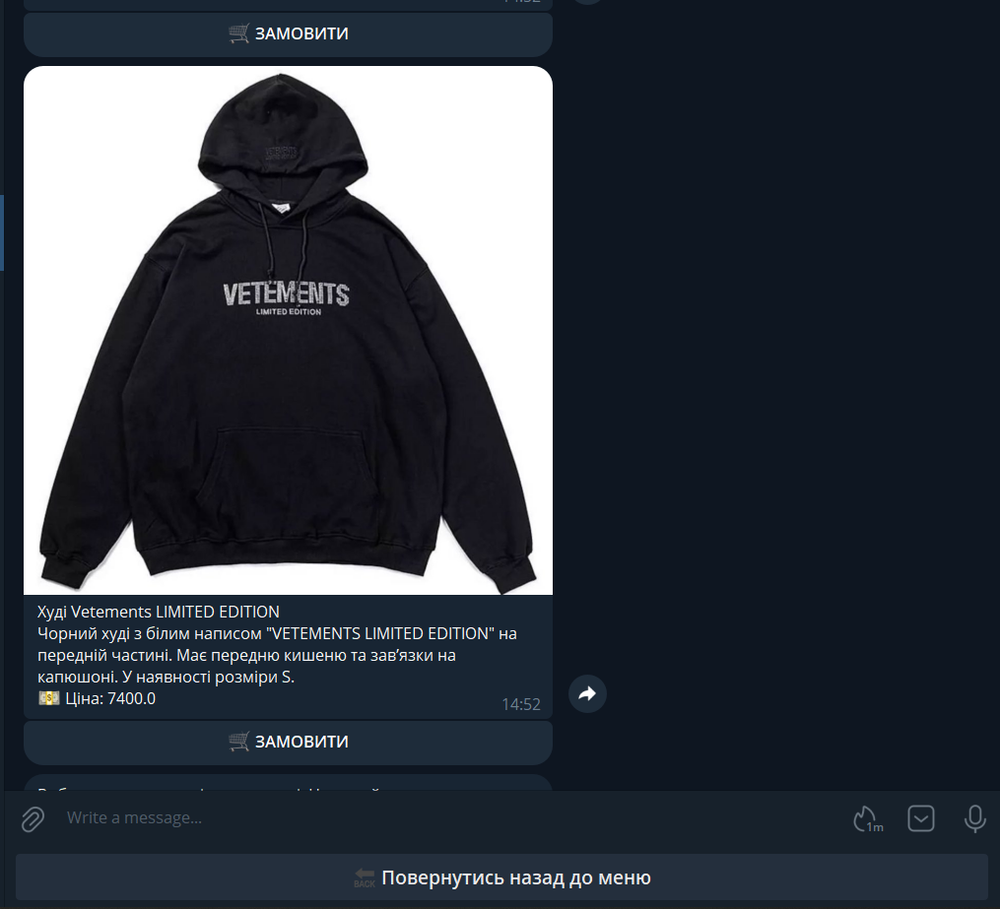 ЗАМОВИТИ
VETEMENTS
LIMITED EDITION
Худі Vetements LIMITED EDITION
Чорний худі з білим написом "VETEMENTS LIMITED EDITION" на
передній частині. Має передню кишеню та зав’язки на
капюшоні. У наявності розміри S.
Ціна: 7400.0
14:52
ЗАМОВИТИ
Write a message...
1m
BACK Повернутись назад до меню